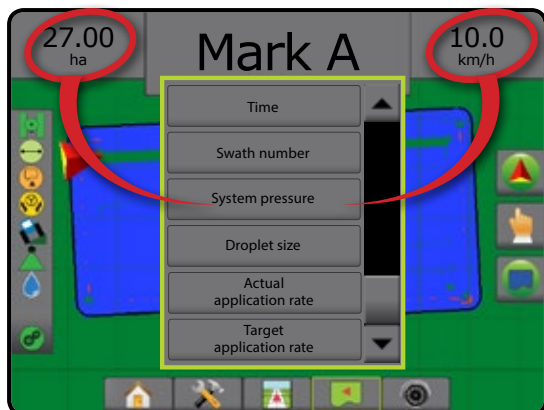 27.00
ha
Mark A
10.0
km/h
Time
Swath number
System pressure
Droplet size
Actual
application rate
Target
application rate